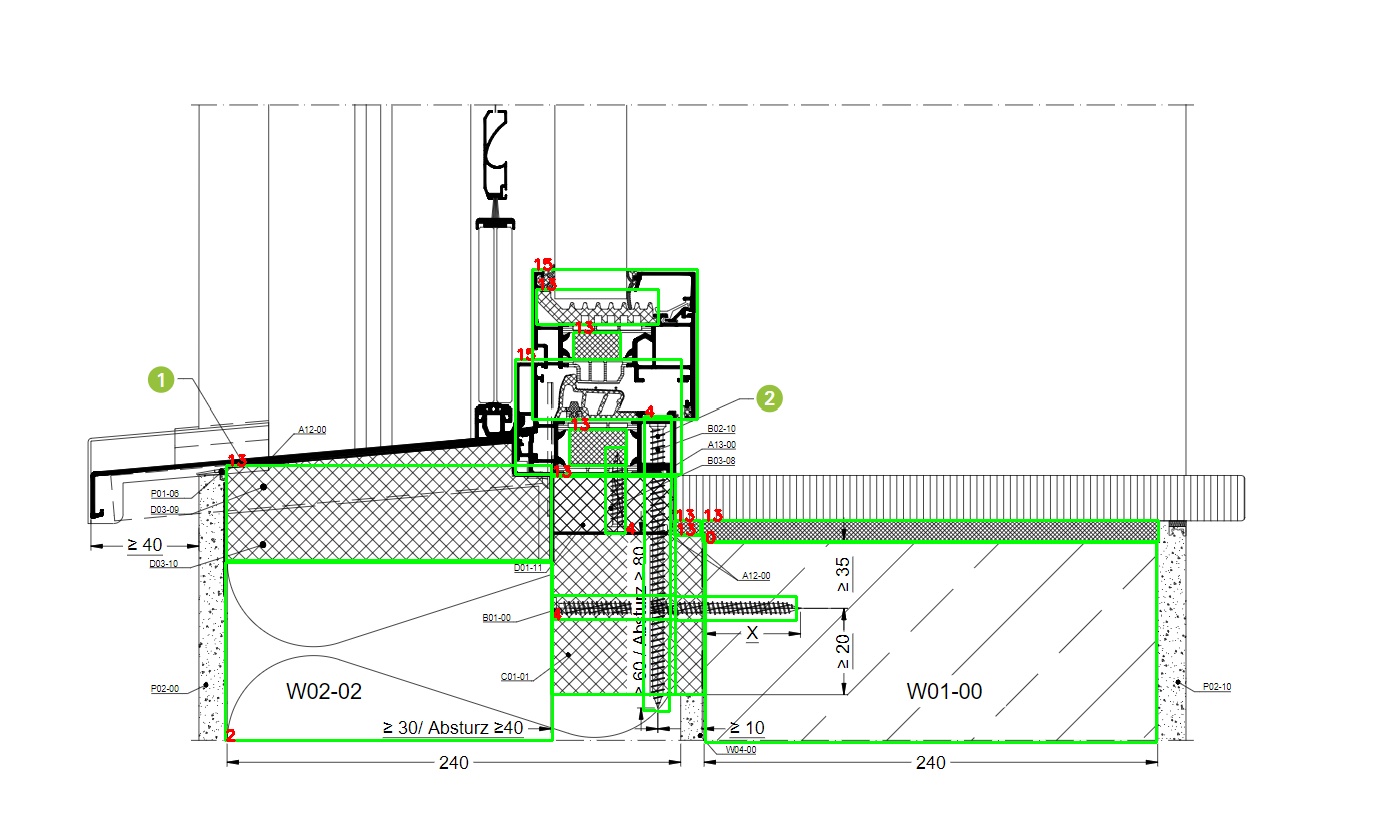 15
13
13
15
1
2
4
13
B02-10
A12-00
A13-00
13
B03-08
13
P01-06
D03-09
13 13
4 13 0
≥ 40
D03-10
D01-11
A12-00
≥ 35
≥ 60 / Absturz ≥ 80
B01-00
X
≥ 20
C01-01
P02-00
W02-02
W01-00
P02-10
2
≥ 30/ Absturz ≥40
≥ 10
W04-00
240
240